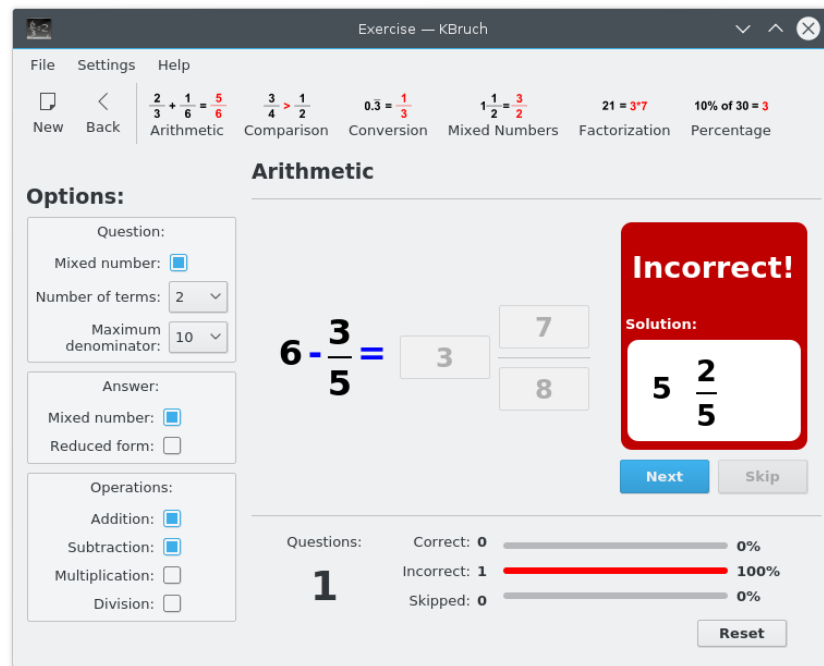 Exercise — KBruch
File Settings Help
2/3 + 1/6 = 5/6 3/4 > 1/2 0.3̅ = 1/3 1 1/2 = 3/2 21 = 3*7 10% of 30 = 3
New Back Arithmetic Comparison Conversion Mixed Numbers Factorization Percentage
Arithmetic
Options:
Question:
Mixed number:
Number of terms: 2
Maximum
denominator: 10
Answer:
Mixed number:
Reduced form:
Operations:
Addition:
Subtraction:
Multiplication:
Division:
6 - 3/5 = 3 7/8
Incorrect!
Solution:
5 2/5
Next Skip
Questions:
1
Correct: 0 0%
Incorrect: 1 100%
Skipped: 0 0%
Reset